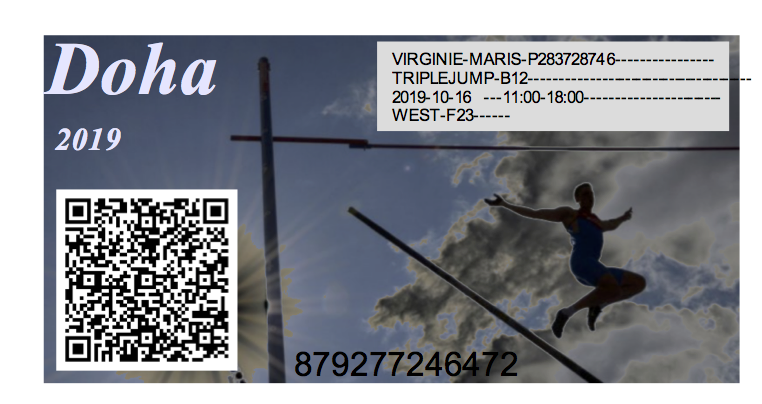 Doha
2019
VIRGINIE-MARIS-P283728746----------------
TRIPLEJUMP-B12------------------------------------
2019-10-16 ---11:00-18:00----------------------
WEST-F23------
879277246472